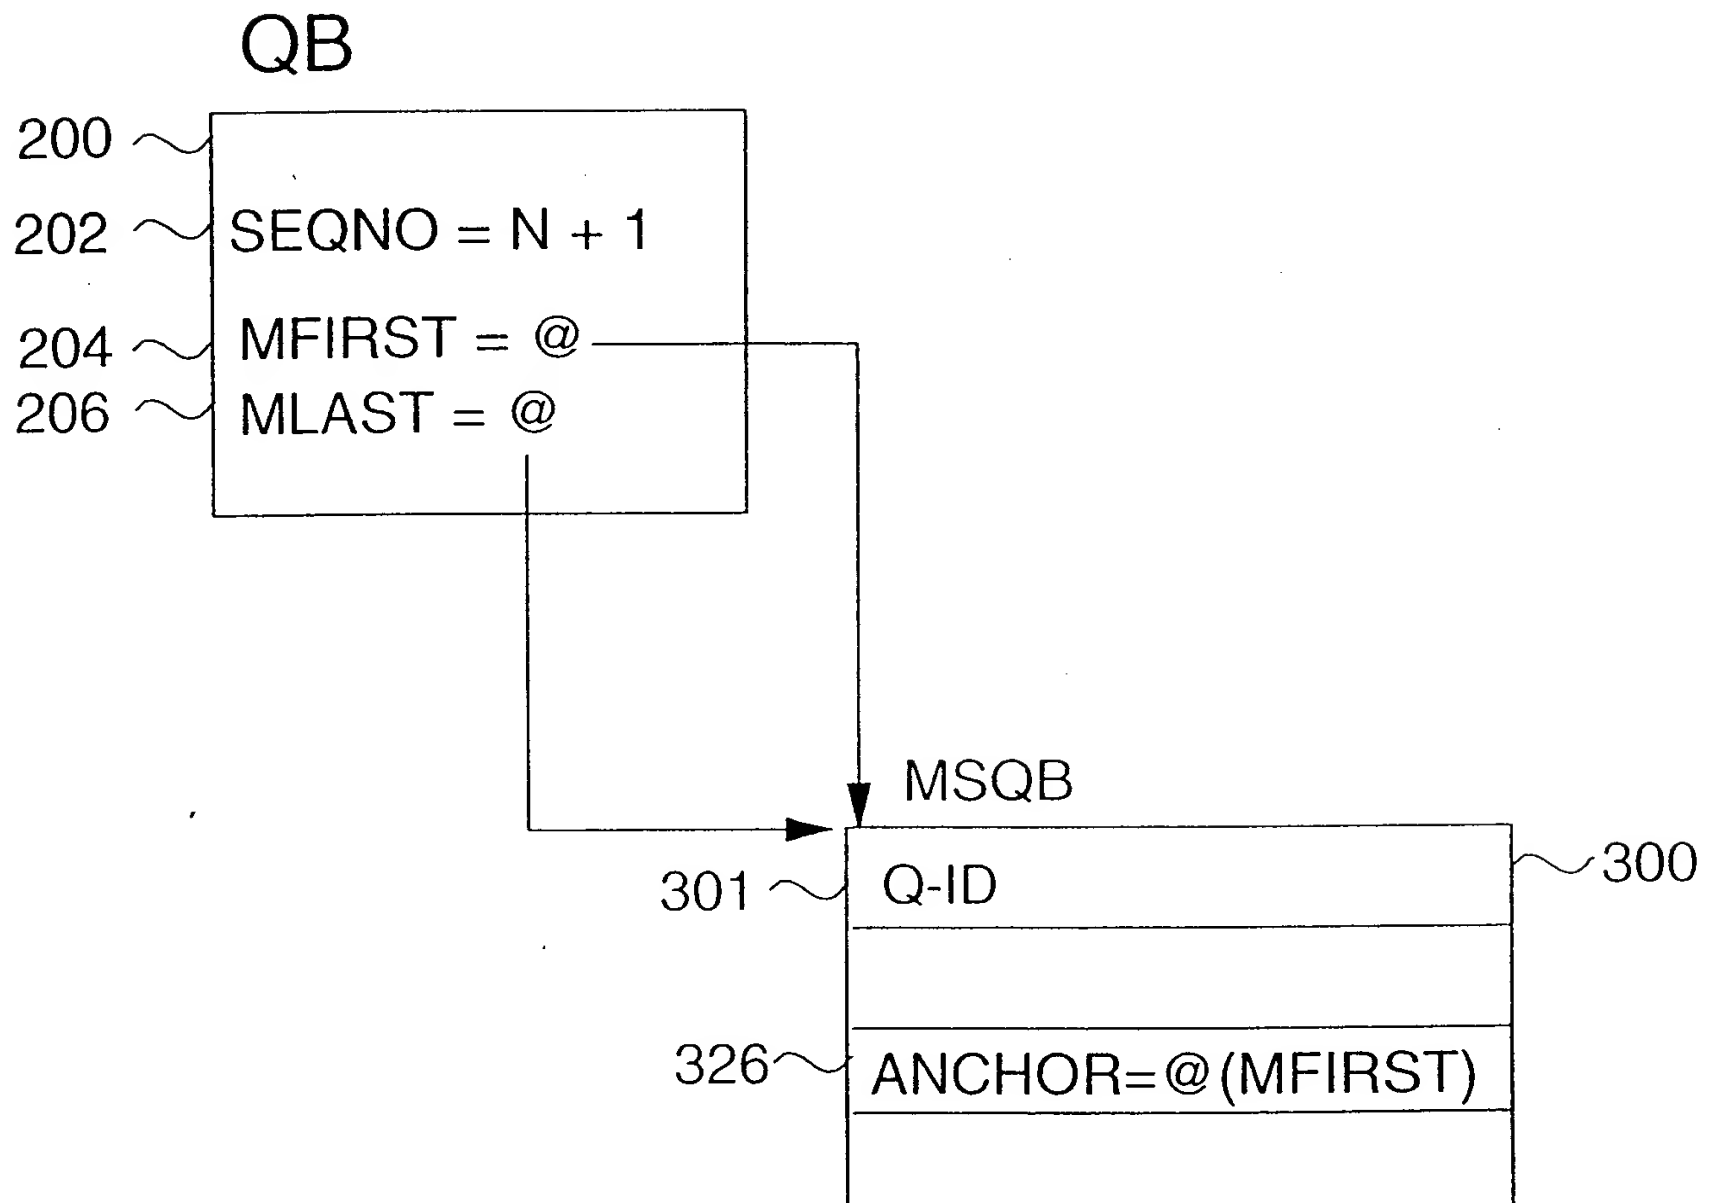 QB
200
202 SEQNO = N + 1
204 MFIRST = @
206 MLAST = @
MSQB
301 Q-ID 300
326 ANCHOR=@(MFIRST)